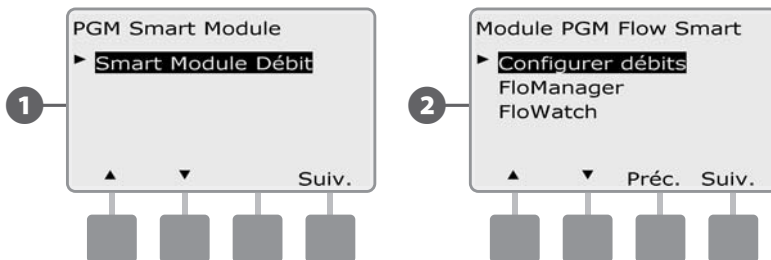 PGM Smart Module
► Smart Module Débit
1
▲ ▼ Suiv.
Module PGM Flow Smart
► Configurer débits
FloManager
FloWatch
2
▲ ▼ Préc. Suiv.